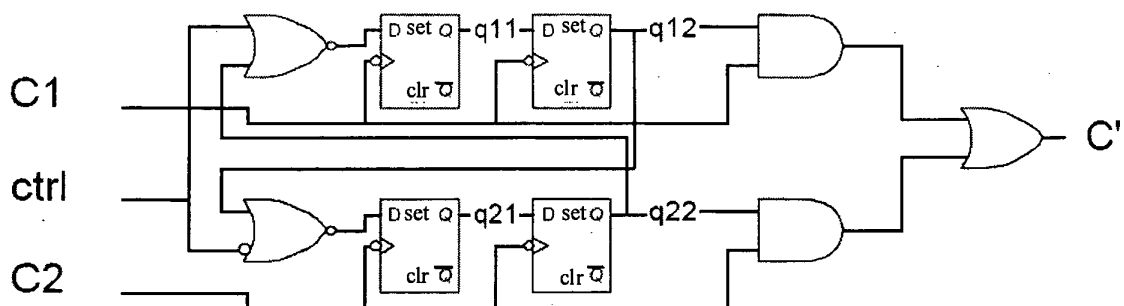 D set Q q11 D set Q q12
clr Q clr Q
C1
C'
ctrl
D set Q q21 D set Q q22
clr Q clr Q
C2